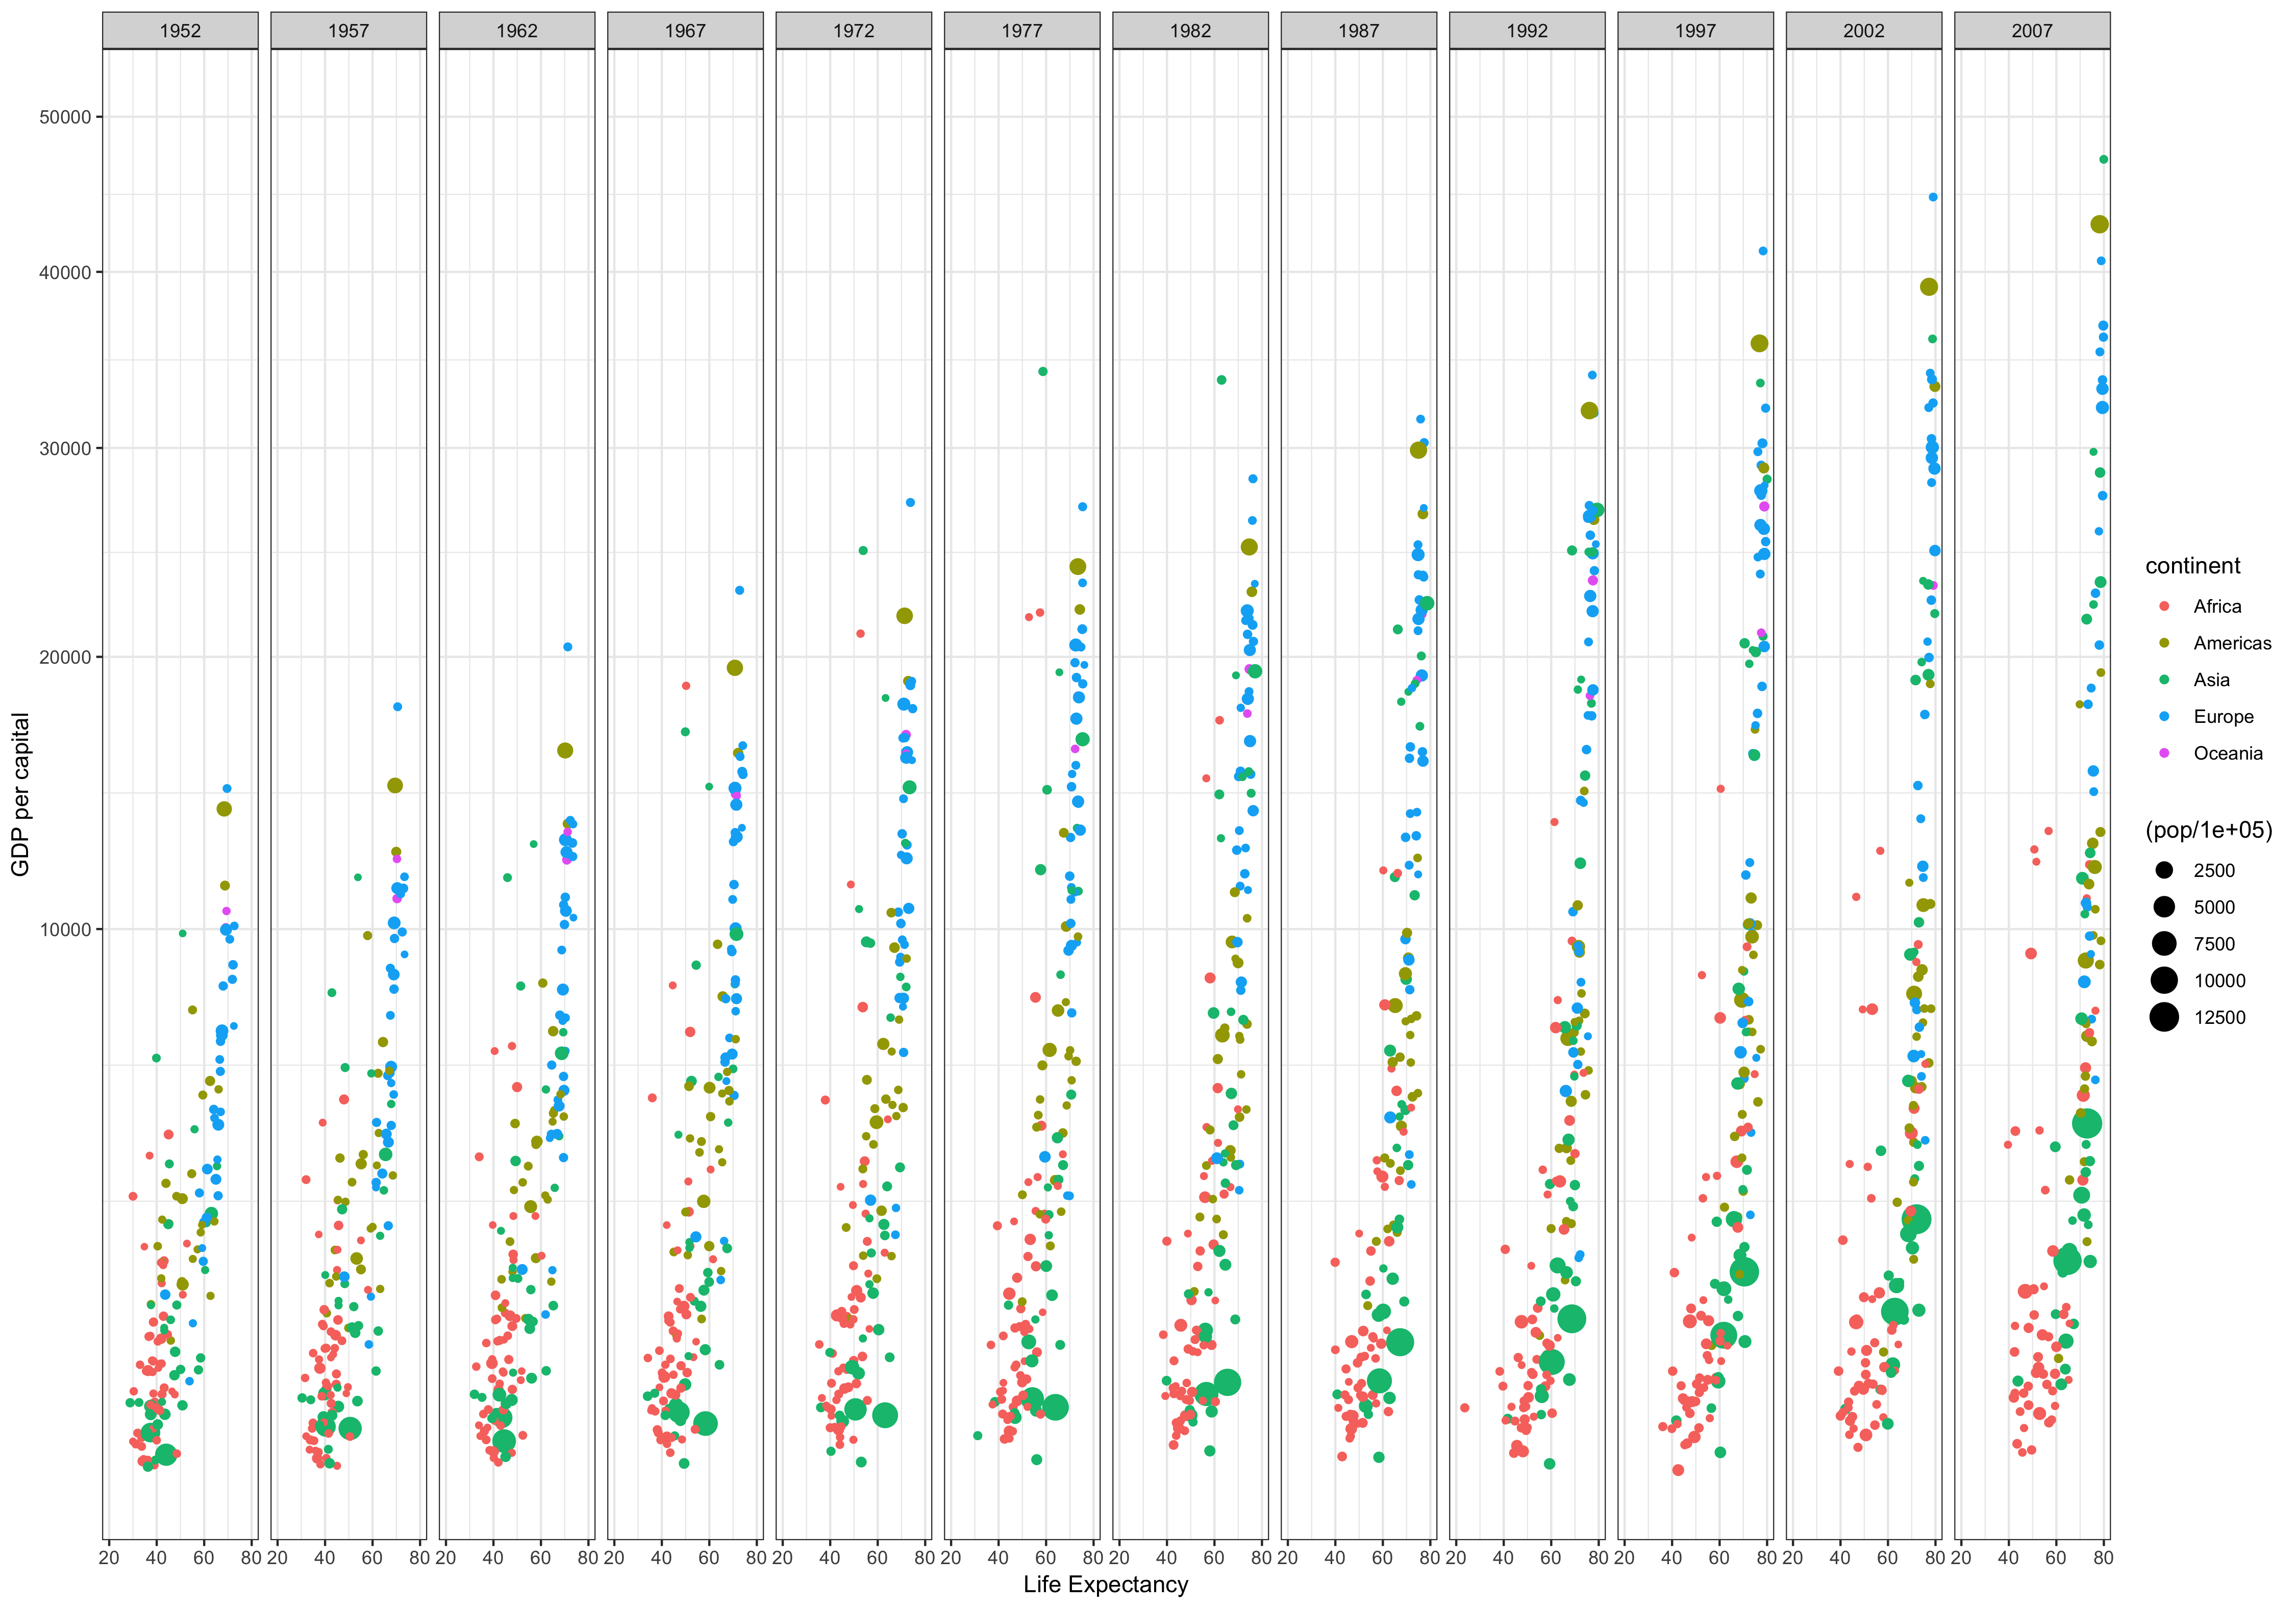 1952 1957 1962 1967 1972 1977 1982 1987 1992 1997 2002 2007
50000
40000
30000
20000
10000
GDP per capital
20 40 60 80 20 40 60 80 20 40 60 80 20 40 60 80 20 40 60 80 20 40 60 80 20 40 60 80 20 40 60 80 20 40 60 80 20 40 60 80 20 40 60 80 20 40 60 80
Life Expectancy
continent
Africa
Americas
Asia
Europe
Oceania
(pop/1e+05)
2500
5000
7500
10000
12500